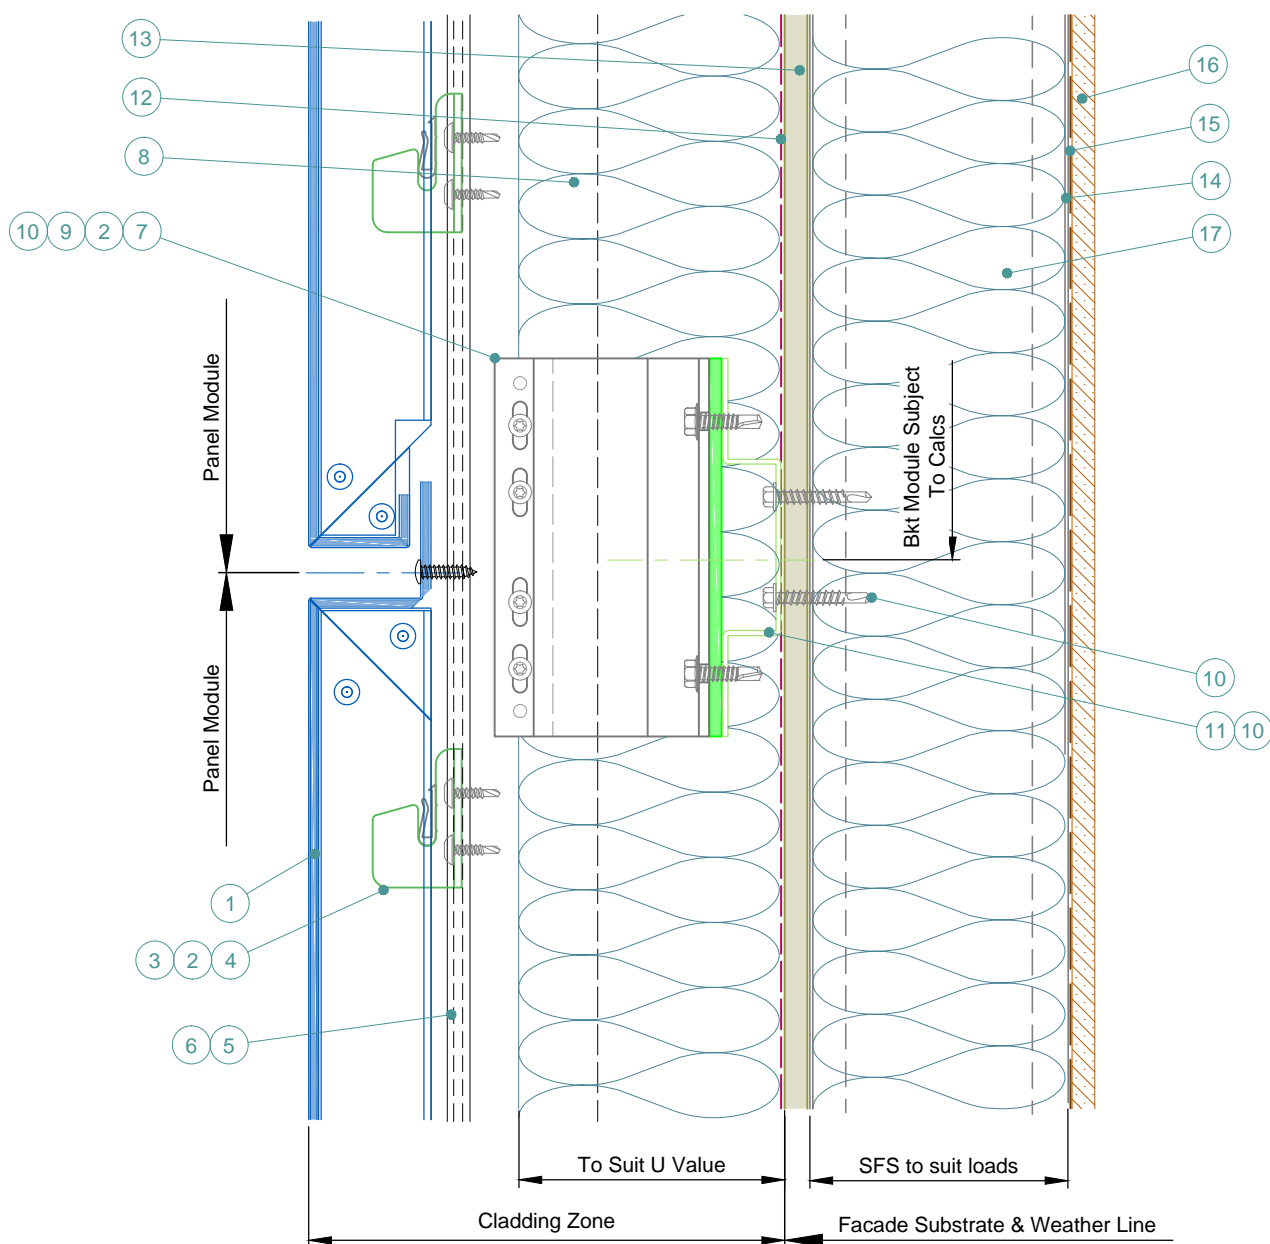 13
16
12
15
8
14
10 9 2 7
17
Panel Module
Bkt Module Subject
To Calcs
Panel Module
10
11 10
1
3 2 4
6 5
To Suit U Value
SFS to suit loads
Cladding Zone
Facade Substrate & Weather Line